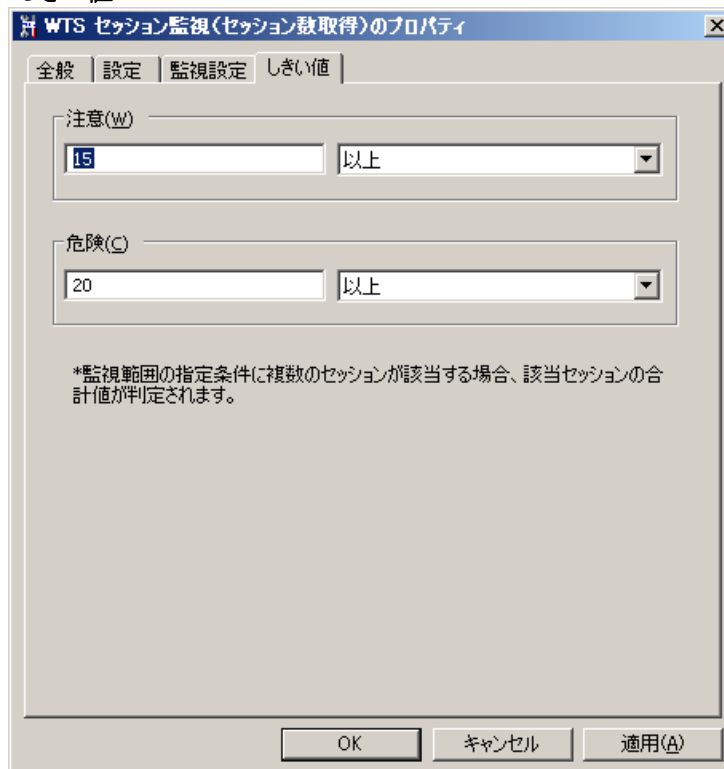 WTS セッション監視(セッション数取得)のプロパティ
全般 設定 監視設定 しきい値
注意(W)
15 以上
危険(C)
20 以上
*監視範囲の指定条件に複数のセッションが該当する場合、該当セッションの合
計値が判定されます。
OK キャンセル 適用(A)